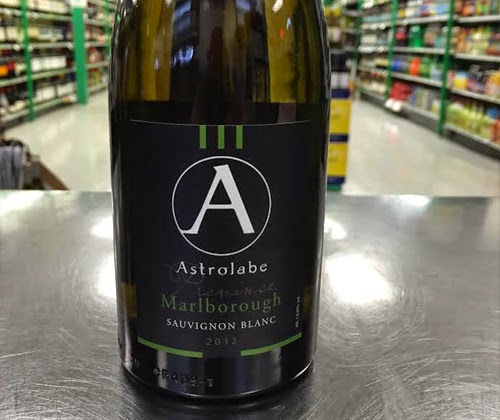 A
Astrolabe
Marlborough
SAUVIGNON BLANC
2012